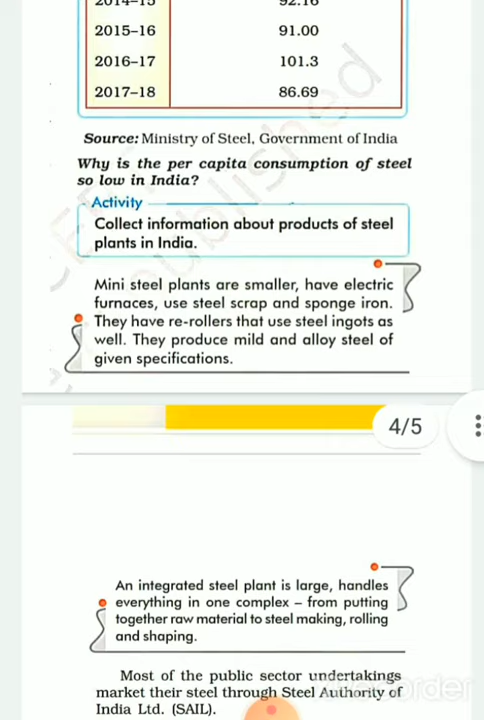 2014–15 92.16
2015–16 91.00
2016–17 101.3
2017–18 86.69
Source: Ministry of Steel, Government of India
Why is the per capita consumption of steel
so low in India?
Activity
Collect information about products of steel
plants in India.
Mini steel plants are smaller, have electric
furnaces, use steel scrap and sponge iron.
They have re-rollers that use steel ingots as
well. They produce mild and alloy steel of
given specifications.
4/5
An integrated steel plant is large, handles
everything in one complex – from putting
together raw material to steel making, rolling
and shaping.
Most of the public sector undertakings
market their steel through Steel Authority of
India Ltd. (SAIL).